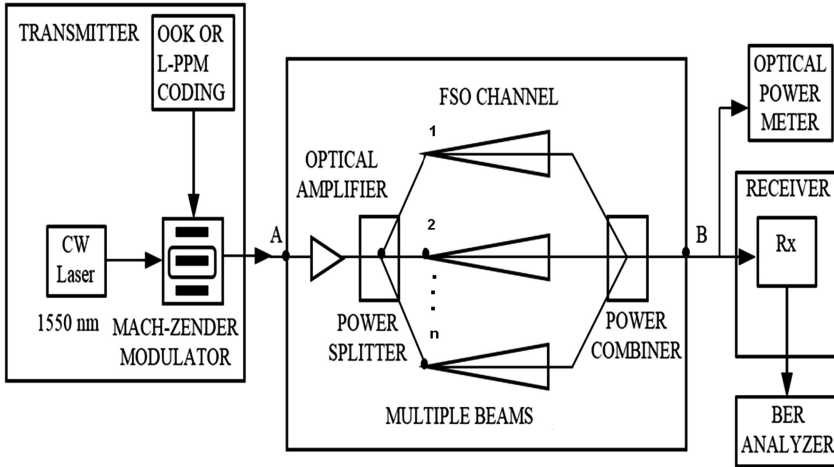 TRANSMITTER
OOK OR
L-PPM
CODING
CW
Laser
1550 nm
MACH-ZENDER
MODULATOR
A
FSO CHANNEL
OPTICAL
AMPLIFIER
1
2
n
POWER
SPLITTER
POWER
COMBINER
MULTIPLE BEAMS
B
OPTICAL
POWER
METER
RECEIVER
Rx
BER
ANALYZER